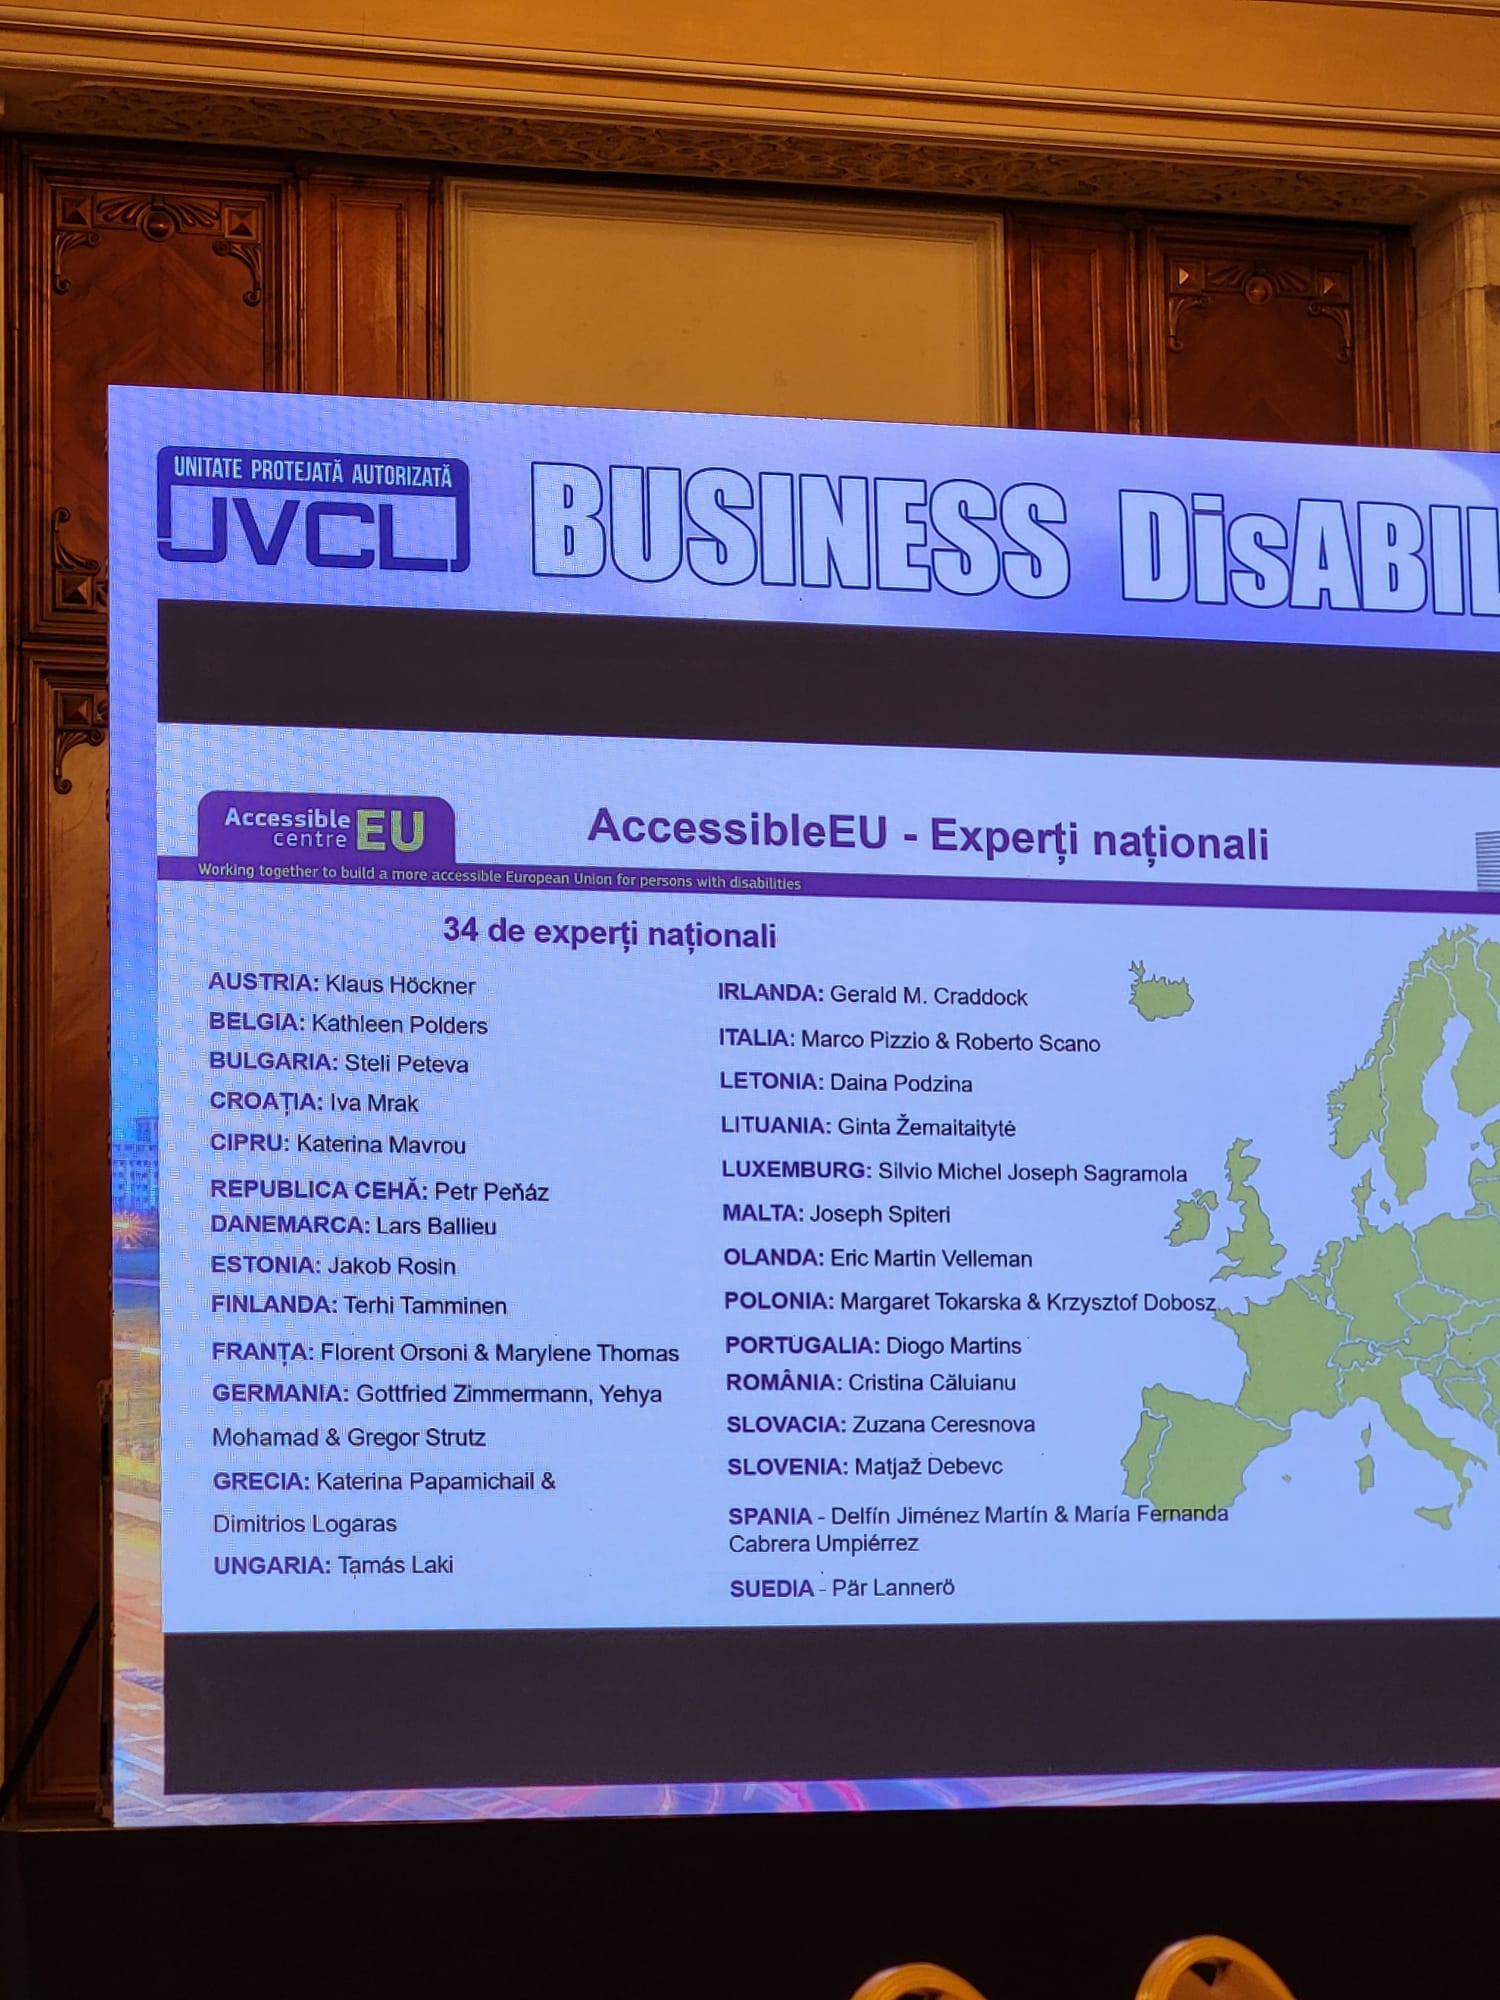 UNITATE PROTEJATĂ AUTORIZATĂ
UVCL
BUSINESS DisABIL
Accessible
centre EU
AccessibleEU - Experți naționali
Working together to build a more accessible European Union for persons with disabilities
34 de experți naționali
AUSTRIA: Klaus Höckner
BELGIA: Kathleen Polders
BULGARIA: Steli Peteva
CROAȚIA: Iva Mrak
CIPRU: Katerina Mavrou
REPUBLICA CEHĂ: Petr Peňáz
DANEMARCA: Lars Ballieu
ESTONIA: Jakob Rosin
FINLANDA: Terhi Tamminen
FRANȚA: Florent Orsoni & Marylene Thomas
GERMANIA: Gottfried Zimmermann, Yehya
Mohamad & Gregor Strutz
GRECIA: Katerina Papamichail &
Dimitrios Logaras
UNGARIA: Tamás Laki
IRLANDA: Gerald M. Craddock
ITALIA: Marco Pizzio & Roberto Scano
LETONIA: Daina Podzina
LITUANIA: Ginta Žemaitaitytė
LUXEMBURG: Silvio Michel Joseph Sagramola
MALTA: Joseph Spiteri
OLANDA: Eric Martin Velleman
POLONIA: Margaret Tokarska & Krzysztof Dobosz
PORTUGALIA: Diogo Martins
ROMÂNIA: Cristina Căluianu
SLOVACIA: Zuzana Ceresnova
SLOVENIA: Matjaž Debevc
SPANIA - Delfín Jiménez Martín & María Fernanda
Cabrera Umpiérrez
SUEDIA - Pär Lannerö